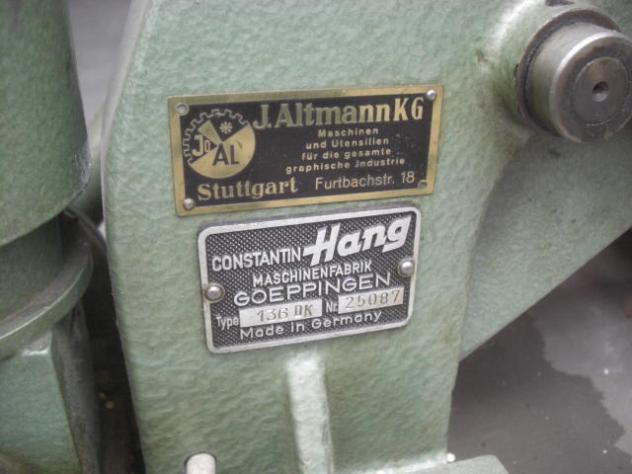 JoAL
J.Altmann KG
Maschinen
und Utensilien
für die gesamte
graphische Industrie
Stuttgart Furtbachstr. 18
CONSTANTIN Hang
MASCHINENFABRIK
GOEPPINGEN
Type 136 DK Nr. 25087
Made in Germany